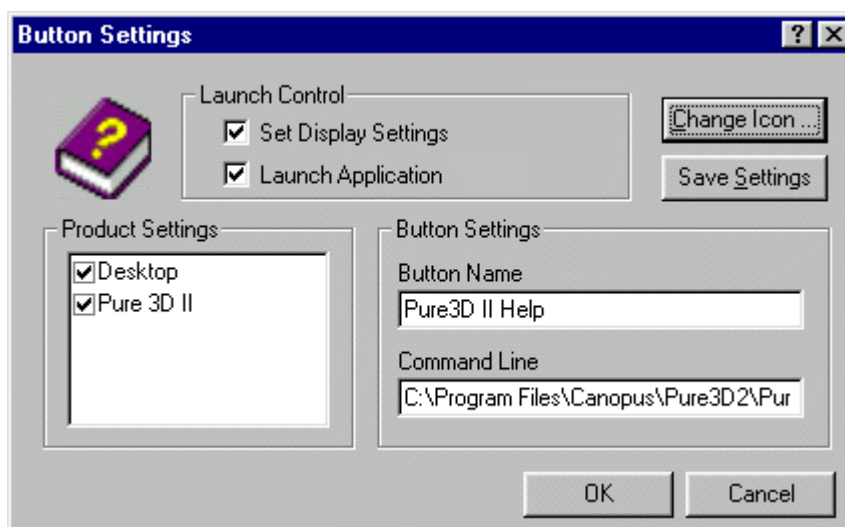 Button Settings
Launch Control
Set Display Settings
Launch Application
Change Icon ...
Save Settings
Product Settings
Desktop
Pure 3D II
Button Settings
Button Name
Pure3D II Help
Command Line
C:\Program Files\Canopus\Pure3D2\Pur
OK
Cancel